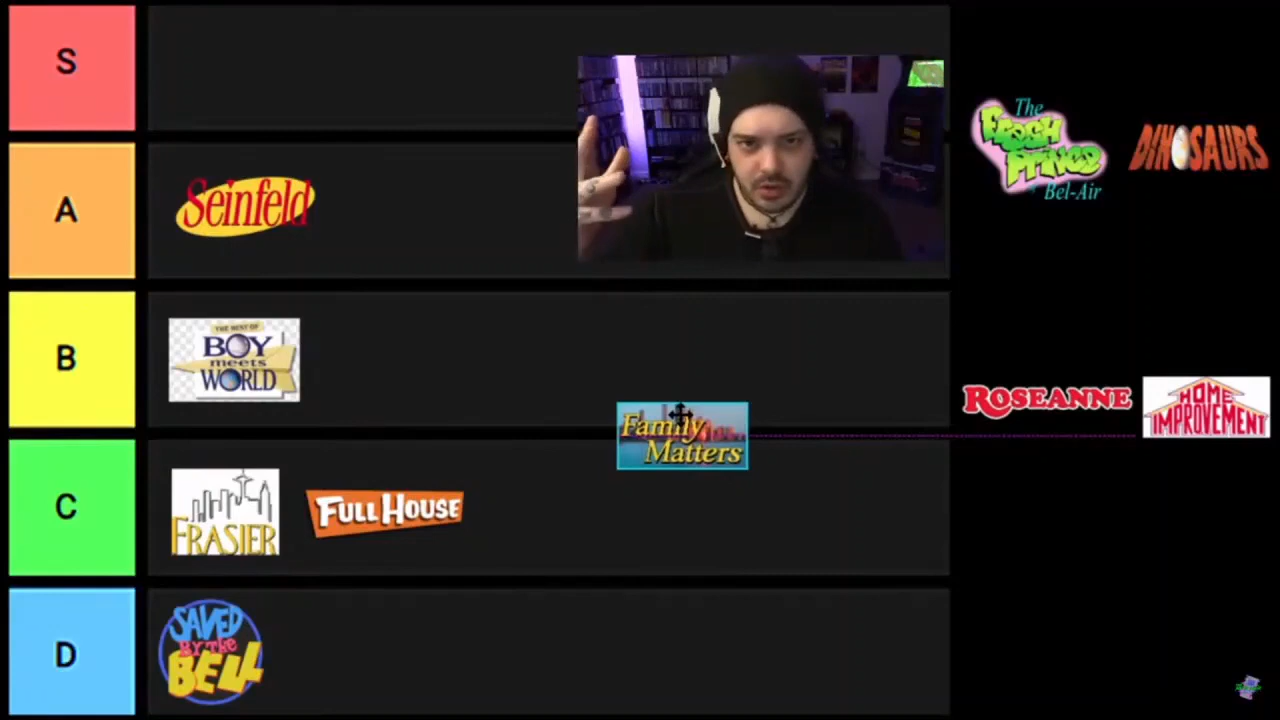 S
The
Fresh
Prince
Bel-Air
DINOSAURS
A
Seinfeld
B
THE BEST OF
BOY
meets
WORLD
Family
Matters
ROSEANNE
HOME
IMPROVEMENT
C
FRASIER
FULL HOUSE
D
SAVED
BY THE
BELL